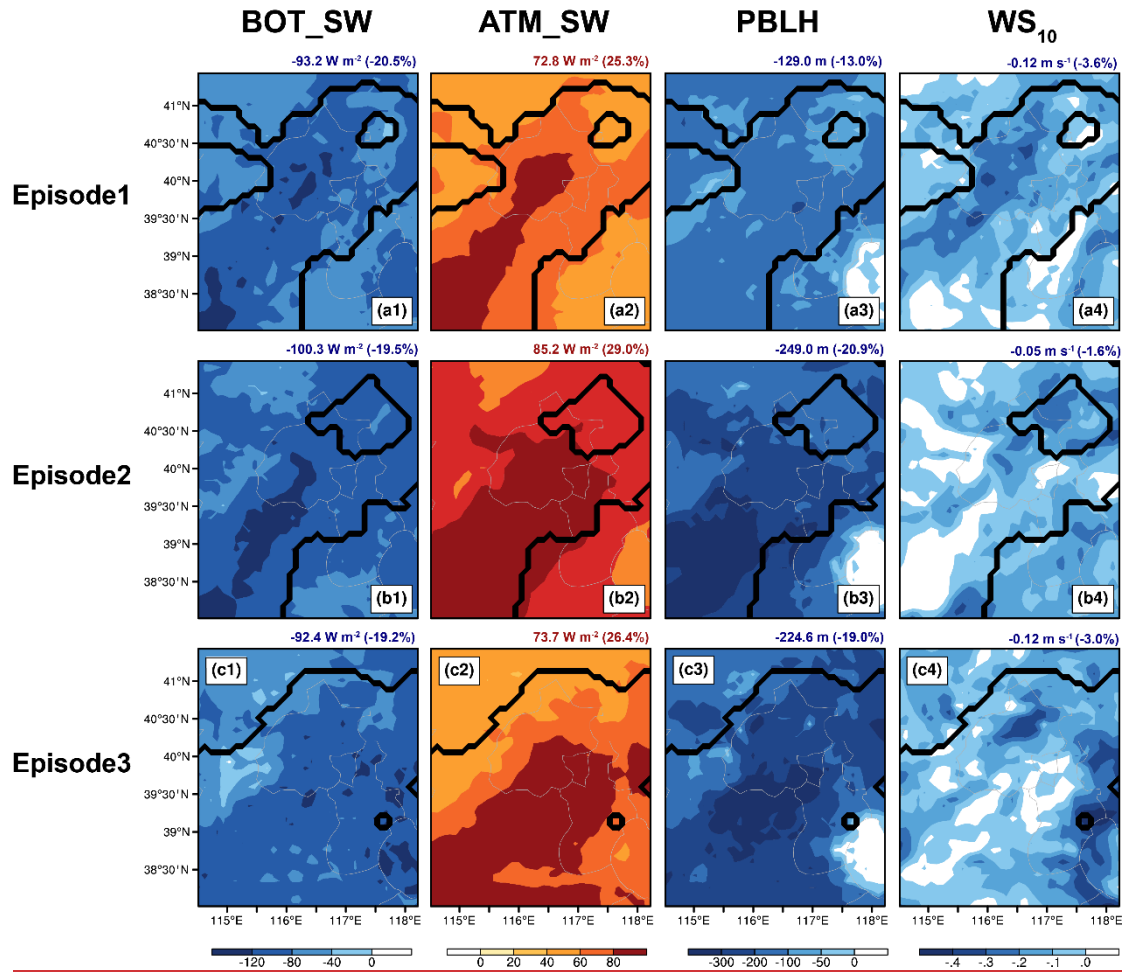 BOT_SW ATM_SW PBLH WS₁₀
-93.2 W m⁻² (-20.5%) 72.8 W m⁻² (25.3%) -129.0 m (-13.0%) -0.12 m s⁻¹ (-3.6%)
Episode1
41°N
40°30'N
40°N
39°30'N
39°N
38°30'N
(a1) (a2) (a3) (a4)
-100.3 W m⁻² (-19.5%) 85.2 W m⁻² (29.0%) -249.0 m (-20.9%) -0.05 m s⁻¹ (-1.6%)
Episode2
41°N
40°30'N
40°N
39°30'N
39°N
38°30'N
(b1) (b2) (b3) (b4)
-92.4 W m⁻² (-19.2%) 73.7 W m⁻² (26.4%) -224.6 m (-19.0%) -0.12 m s⁻¹ (-3.0%)
(c1) (c2) (c3) (c4)
Episode3
41°N
40°30'N
40°N
39°30'N
39°N
38°30'N
115°E 116°E 117°E 118°E 115°E 116°E 117°E 118°E 115°E 116°E 117°E 118°E 115°E 116°E 117°E 118°E
-120 -80 -40 0 0 20 40 60 80 -300 -200 -100 -50 0 -.4 -.3 -.2 -.1 .0